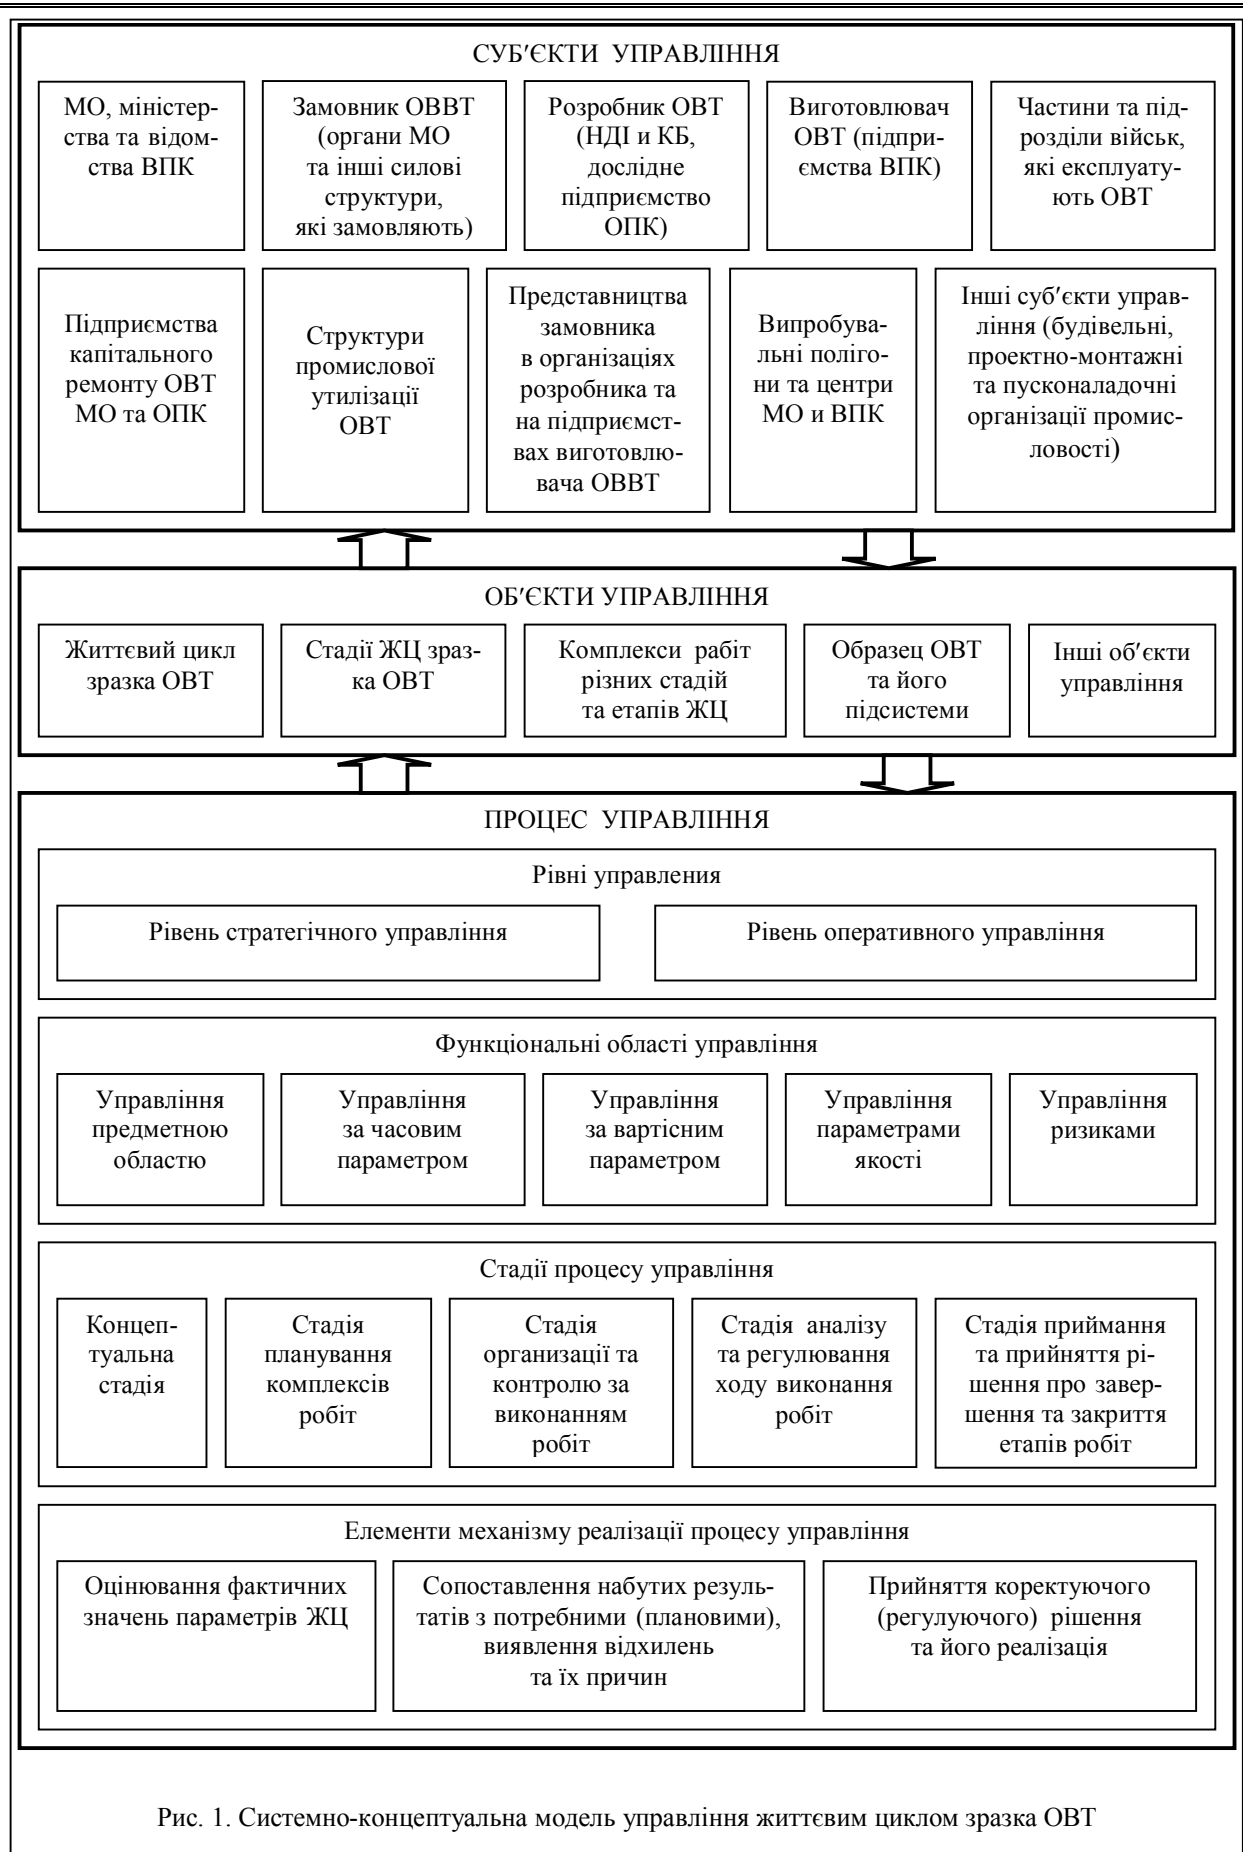 СУБ'ЄКТИ УПРАВЛІННЯ
МО, міністер-
ства та відом-
ства ВПК
Замовник ОВВТ
(органи МО
та інші силові
структури,
які замовляють)
Розробник ОВТ
(НДІ и КБ,
дослідне
підприємство
ОПК)
Виготовлювач
ОВТ (підпри-
ємства ВПК)
Частини та під-
розділи військ,
які експлуату-
ють ОВТ
Підприємства
капітального
ремонту ОВТ
МО та ОПК
Структури
промислової
утилізації
ОВТ
Представництва
замовника
в організаціях
розробника та
на підприємст-
вах виготовлю-
вача ОВВТ
Випробува-
льні поліго-
ни та центри
МО и ВПК
Інші суб'єкти управ-
ління (будівельні,
проектно-монтажні
та пусконаладочні
організації промис-
ловості)
ОБ'ЄКТИ УПРАВЛІННЯ
Життєвий цикл
зразка ОВТ
Стадії ЖЦ зраз-
ка ОВТ
Комплекси рабіт
різних стадій
та етапів ЖЦ
Образец ОВТ
та його
підсистеми
Інші об'єкти
управління
ПРОЦЕС УПРАВЛІННЯ
Рівні управления
Рівень стратегічного управління
Рівень оперативного управління
Функціональні області управління
Управління
предметною
областю
Управління
за часовим
параметром
Управління
за вартісним
параметром
Управління
параметрами
якості
Управління
ризиками
Стадії процесу управління
Концеп-
туальна
стадія
Стадія
планування
комплексів
робіт
Стадія
организації та
контролю за
виконанням
робіт
Стадія аналізу
та регулювання
ходу виконання
робіт
Стадія приймання
та прийняття рі-
шення про завер-
шення та закриття
етапів робіт
Елементи механізму реалізації процесу управління
Оцінювання фактичних
значень параметрів ЖЦ
Сопоставлення набутих резуль-
татів з потребними (плановими),
виявлення відхилень
та їх причин
Прийняття коректуючого
(регулуючого) рішення
та його реалізація
Рис. 1. Системно-концептуальна модель управління життєвим циклом зразка ОВТ